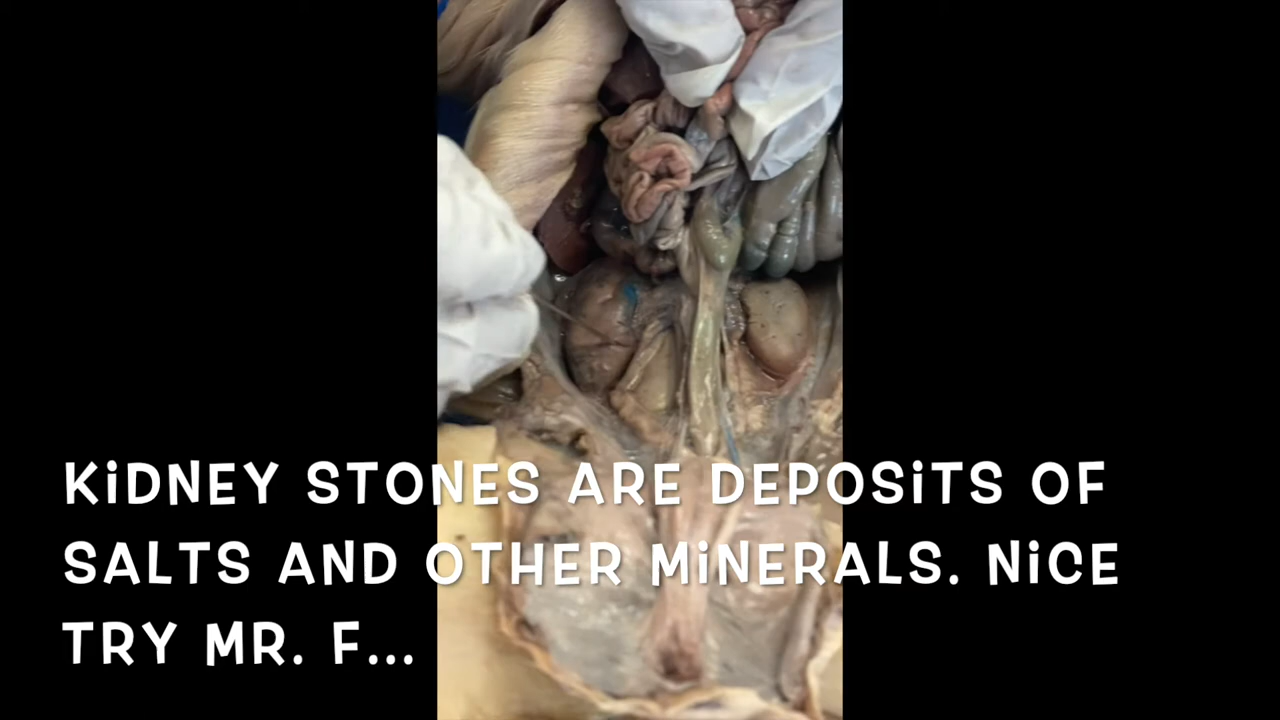 KiDNEY STONES ARE DEPOSiTS OF
SALTS AND OTHER MiNERALS. NiCE
TRY MR. F...